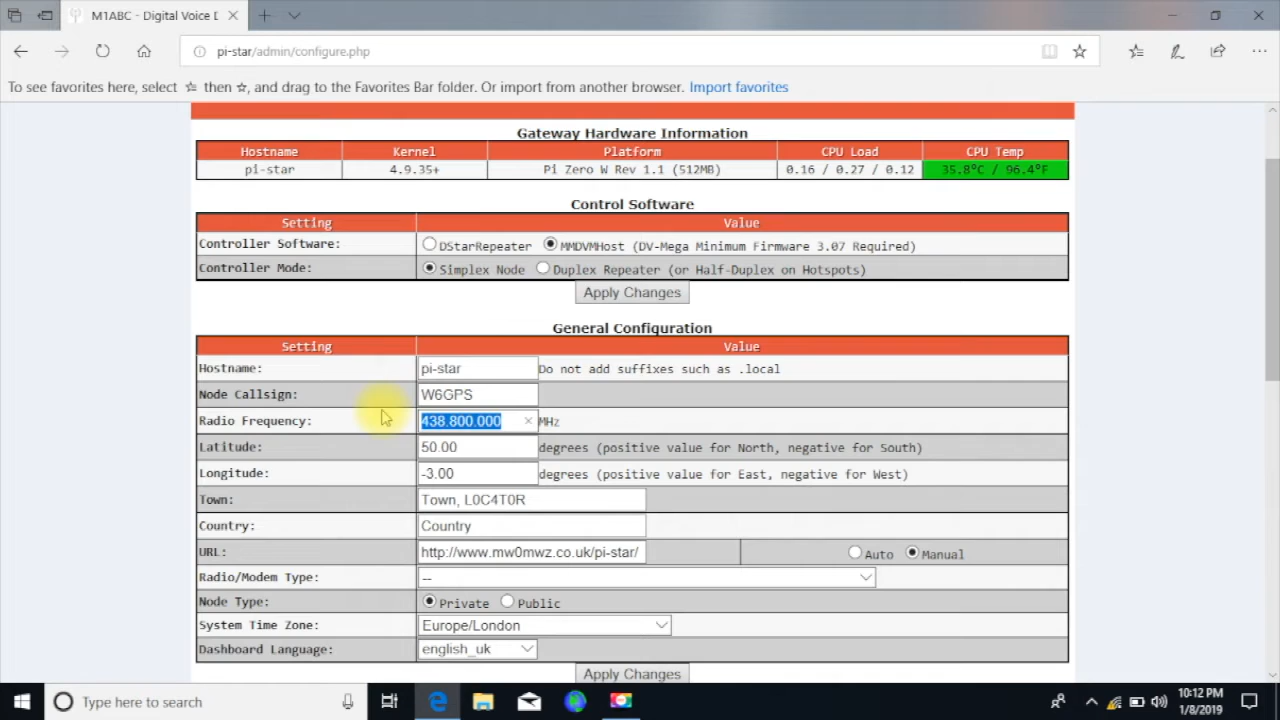 M1ABC - Digital Voice D
pi-star/admin/configure.php
To see favorites here, select then ☆, and drag to the Favorites Bar folder. Or import from another browser. Import favorites
Gateway Hardware Information
Hostname Kernel Platform CPU Load CPU Temp
pi-star 4.9.35+ Pi Zero W Rev 1.1 (512MB) 0.16 / 0.27 / 0.12 35.8°C / 96.4°F
Control Software
Setting Value
Controller Software: DStarRepeater MMDVMHost (DV-Mega Minimum Firmware 3.07 Required)
Controller Mode: Simplex Node Duplex Repeater (or Half-Duplex on Hotspots)
Apply Changes
General Configuration
Setting Value
Hostname: pi-star Do not add suffixes such as .local
Node Callsign: W6GPS
Radio Frequency: 438.800.000 MHz
Latitude: 50.00 degrees (positive value for North, negative for South)
Longitude: -3.00 degrees (positive value for East, negative for West)
Town: Town, L0C4T0R
Country: Country
URL: http://www.mw0mwz.co.uk/pi-star/ Auto Manual
Radio/Modem Type: --
Node Type: Private Public
System Time Zone: Europe/London
Dashboard Language: english_uk
Apply Changes
Type here to search
10:12 PM
1/8/2019